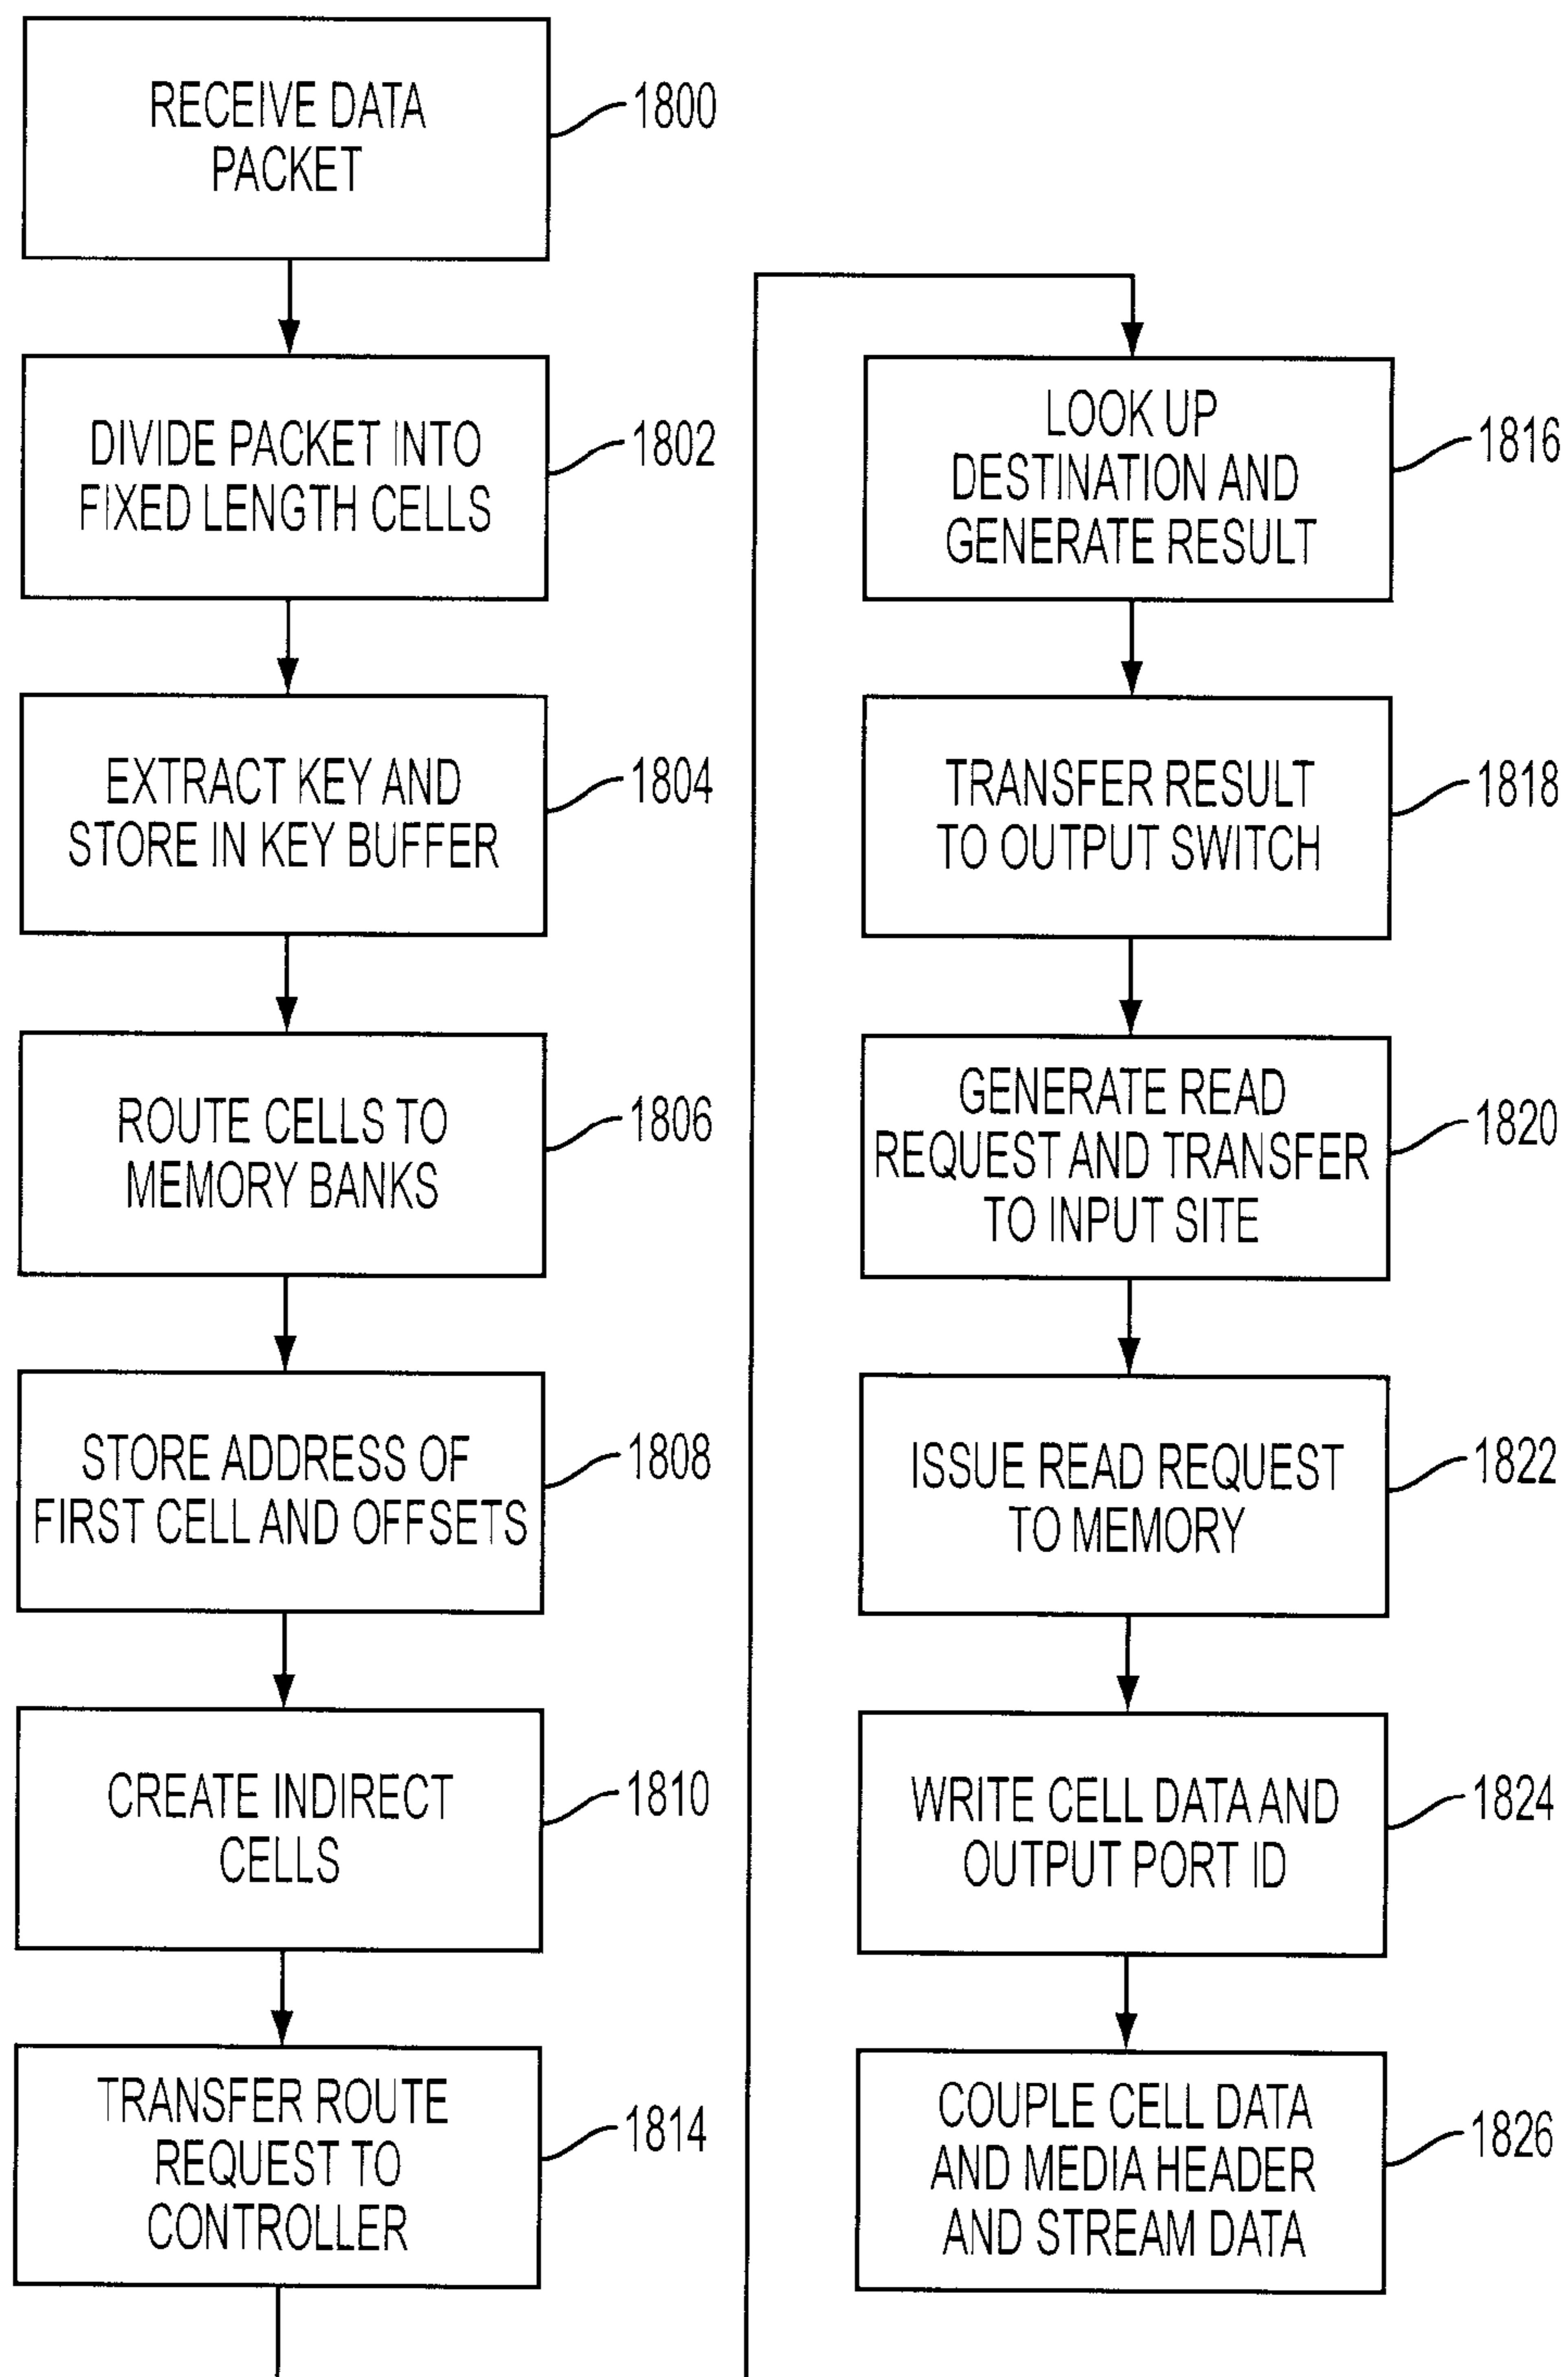 RECEIVE DATA
PACKET
1800
DIVIDE PACKET INTO
FIXED LENGTH CELLS
1802
EXTRACT KEY AND
STORE IN KEY BUFFER
1804
ROUTE CELLS TO
MEMORY BANKS
1806
STORE ADDRESS OF
FIRST CELL AND OFFSETS
1808
CREATE INDIRECT
CELLS
1810
TRANSFER ROUTE
REQUEST TO
CONTROLLER
1814
LOOK UP
DESTINATION AND
GENERATE RESULT
1816
TRANSFER RESULT
TO OUTPUT SWITCH
1818
GENERATE READ
REQUEST AND TRANSFER
TO INPUT SITE
1820
ISSUE READ REQUEST
TO MEMORY
1822
WRITE CELL DATA AND
OUTPUT PORT ID
1824
COUPLE CELL DATA
AND MEDIA HEADER
AND STREAM DATA
1826